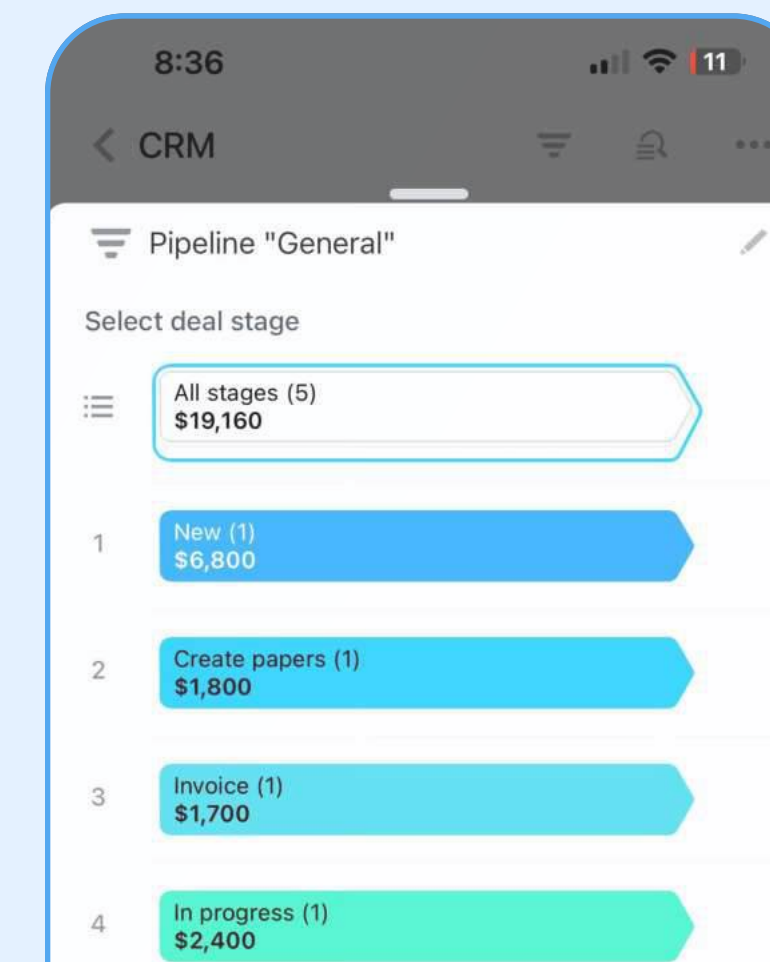 8:36
11
CRM
Pipeline "General"
Select deal stage
All stages (5)
$19,160
1
New (1)
$6,800
2
Create papers (1)
$1,800
3
Invoice (1)
$1,700
4
In progress (1)
$2,400